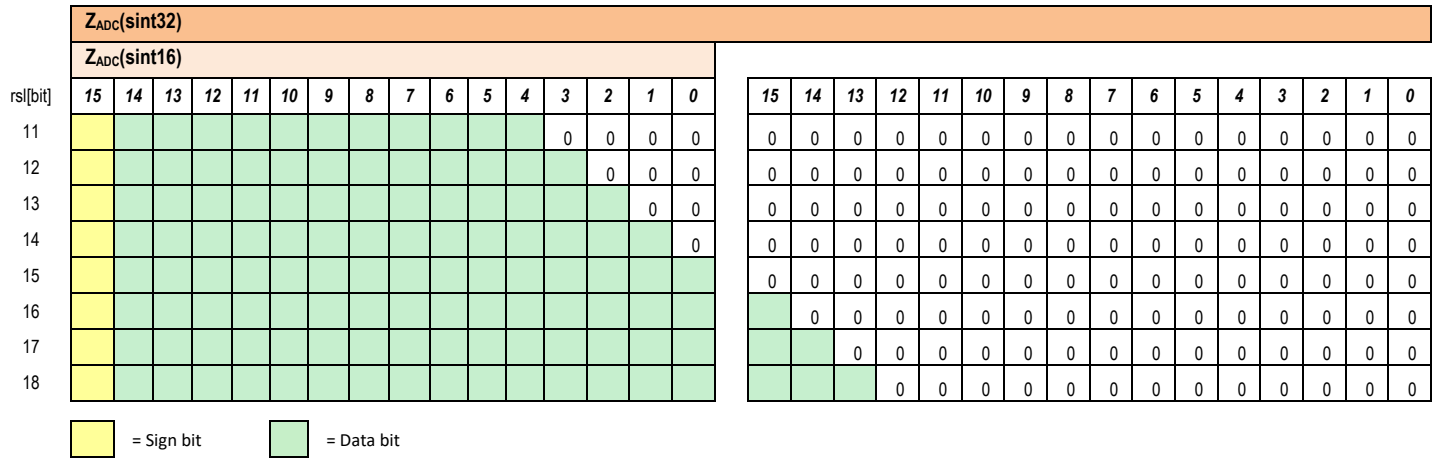 Z_ADC(sint32)
Z_ADC(sint16)
rsl[bit] 15 14 13 12 11 10 9 8 7 6 5 4 3 2 1 0 15 14 13 12 11 10 9 8 7 6 5 4 3 2 1 0
11 0 0 0 0 0 0 0 0 0 0 0 0 0 0 0 0 0 0 0 0
12 0 0 0 0 0 0 0 0 0 0 0 0 0 0 0 0 0 0 0
13 0 0 0 0 0 0 0 0 0 0 0 0 0 0 0 0 0 0
14 0 0 0 0 0 0 0 0 0 0 0 0 0 0 0 0 0
15 0 0 0 0 0 0 0 0 0 0 0 0 0 0 0 0
16 0 0 0 0 0 0 0 0 0 0 0 0 0 0 0
17 0 0 0 0 0 0 0 0 0 0 0 0 0 0
18 0 0 0 0 0 0 0 0 0 0 0 0 0
= Sign bit = Data bit